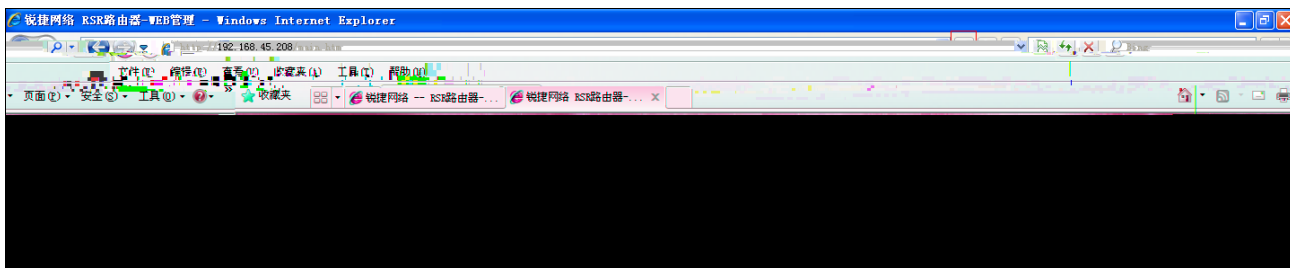 锐捷网络 RSR路由器-WEB管理 - Windows Internet Explorer
192.168.45.208
文件(F) 编辑(E) 查看(V) 收藏夹(A) 工具(T) 帮助(H)
页面(P) 安全(S) 工具(O) » 收藏夹 锐捷网络 -- RSR路由器-... 锐捷网络 RSR路由器-... X